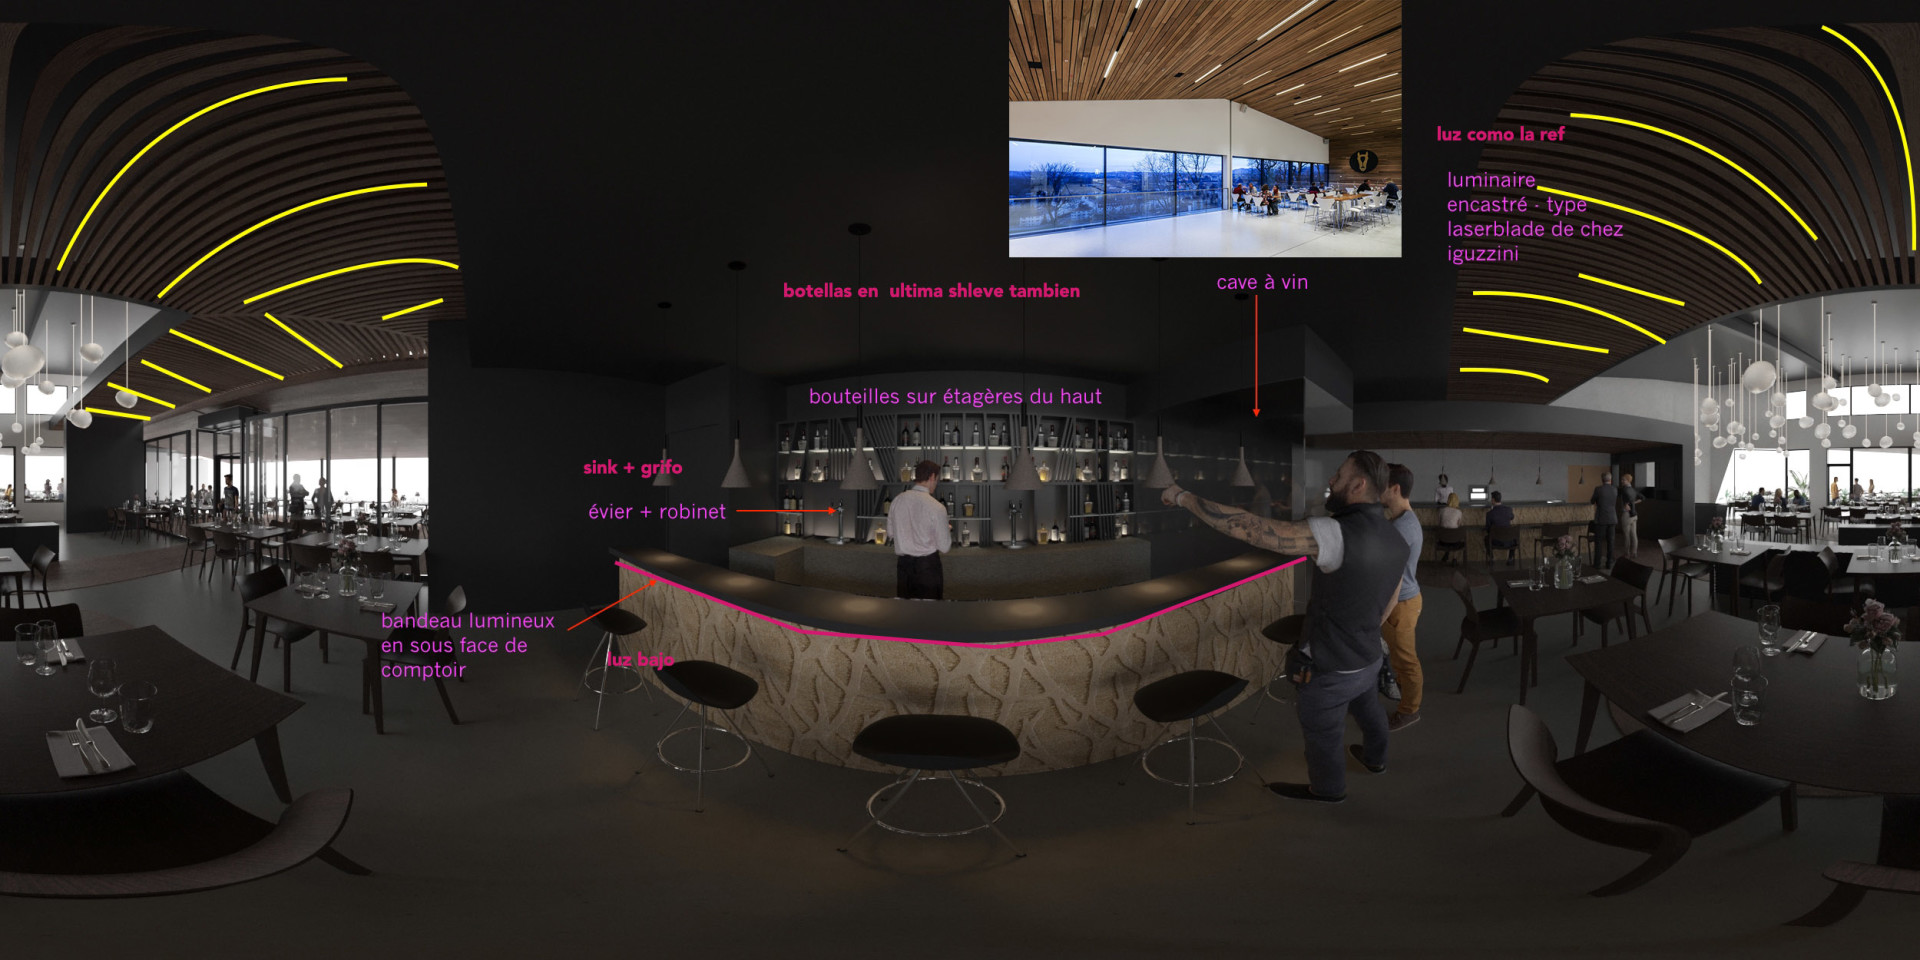 luz como la ref
luminaire
encastré - type
laserblade de chez
iguzzini
cave à vin
botellas en ultima shleve tambien
bouteilles sur étagères du haut
sink + grifo
évier + robinet
bandeau lumineux
en sous face de
comptoir
luz bajo